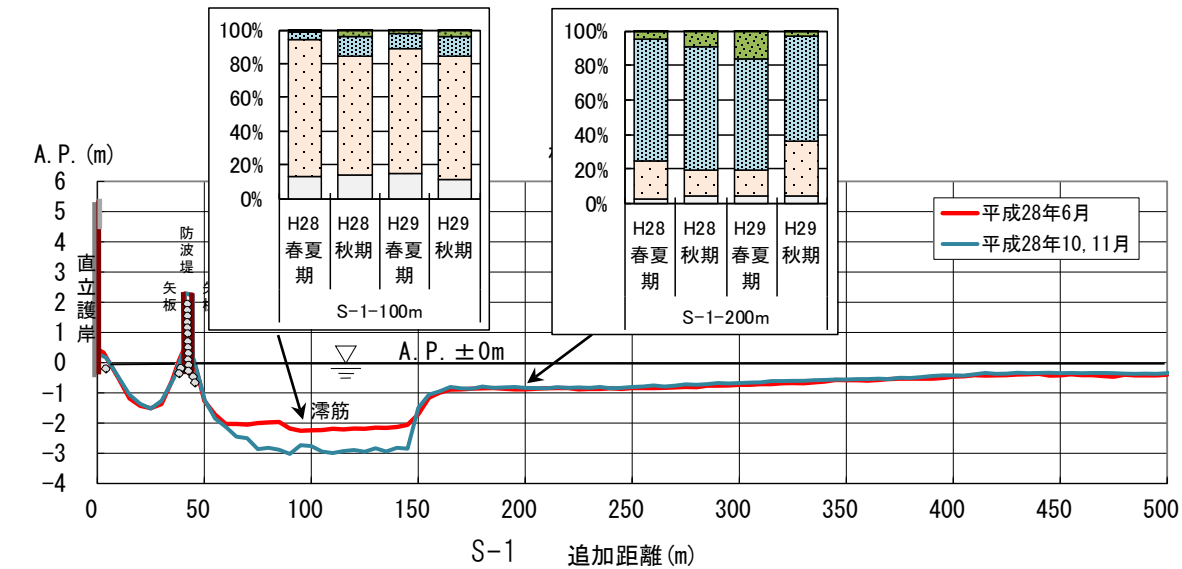 100%
80%
60%
40%
20%
0%
H28 H28 H29 H29
春夏期 秋期 春夏期 秋期
S-1-100m
100%
80%
60%
40%
20%
0%
H28 H28 H29 H29
春夏期 秋期 春夏期 秋期
S-1-200m
A.P.(m)
6
5
4
3
2
1
0
-1
-2
-3
-4
直立護岸
防波堤
矢板
平成28年6月
平成28年10,11月
A.P.±0m
澪筋
0 50 100 150 200 250 300 350 400 450 500
S-1 追加距離(m)